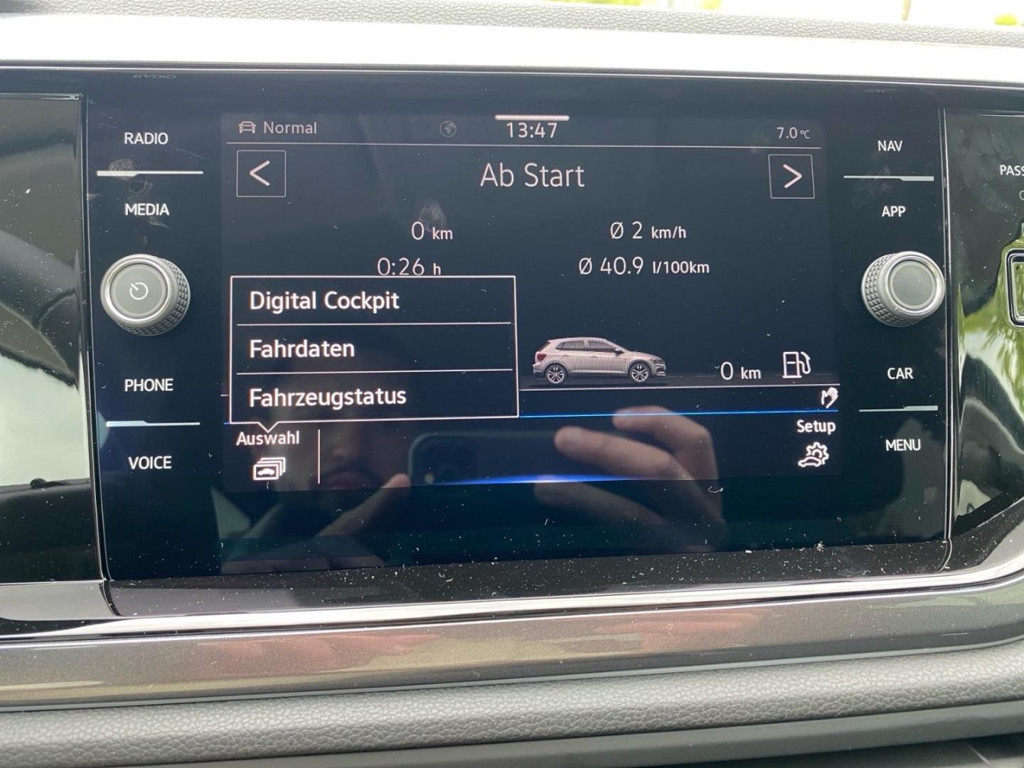 RADIO
MEDIA
PHONE
VOICE
Normal
13:47
7.0 °C
<
Ab Start
>
0 km
Ø 2 km/h
0:26 h
Ø 40.9 l/100km
Digital Cockpit
Fahrdaten
Fahrzeugstatus
0 km
Auswahl
Setup
NAV
APP
CAR
MENU
PASS